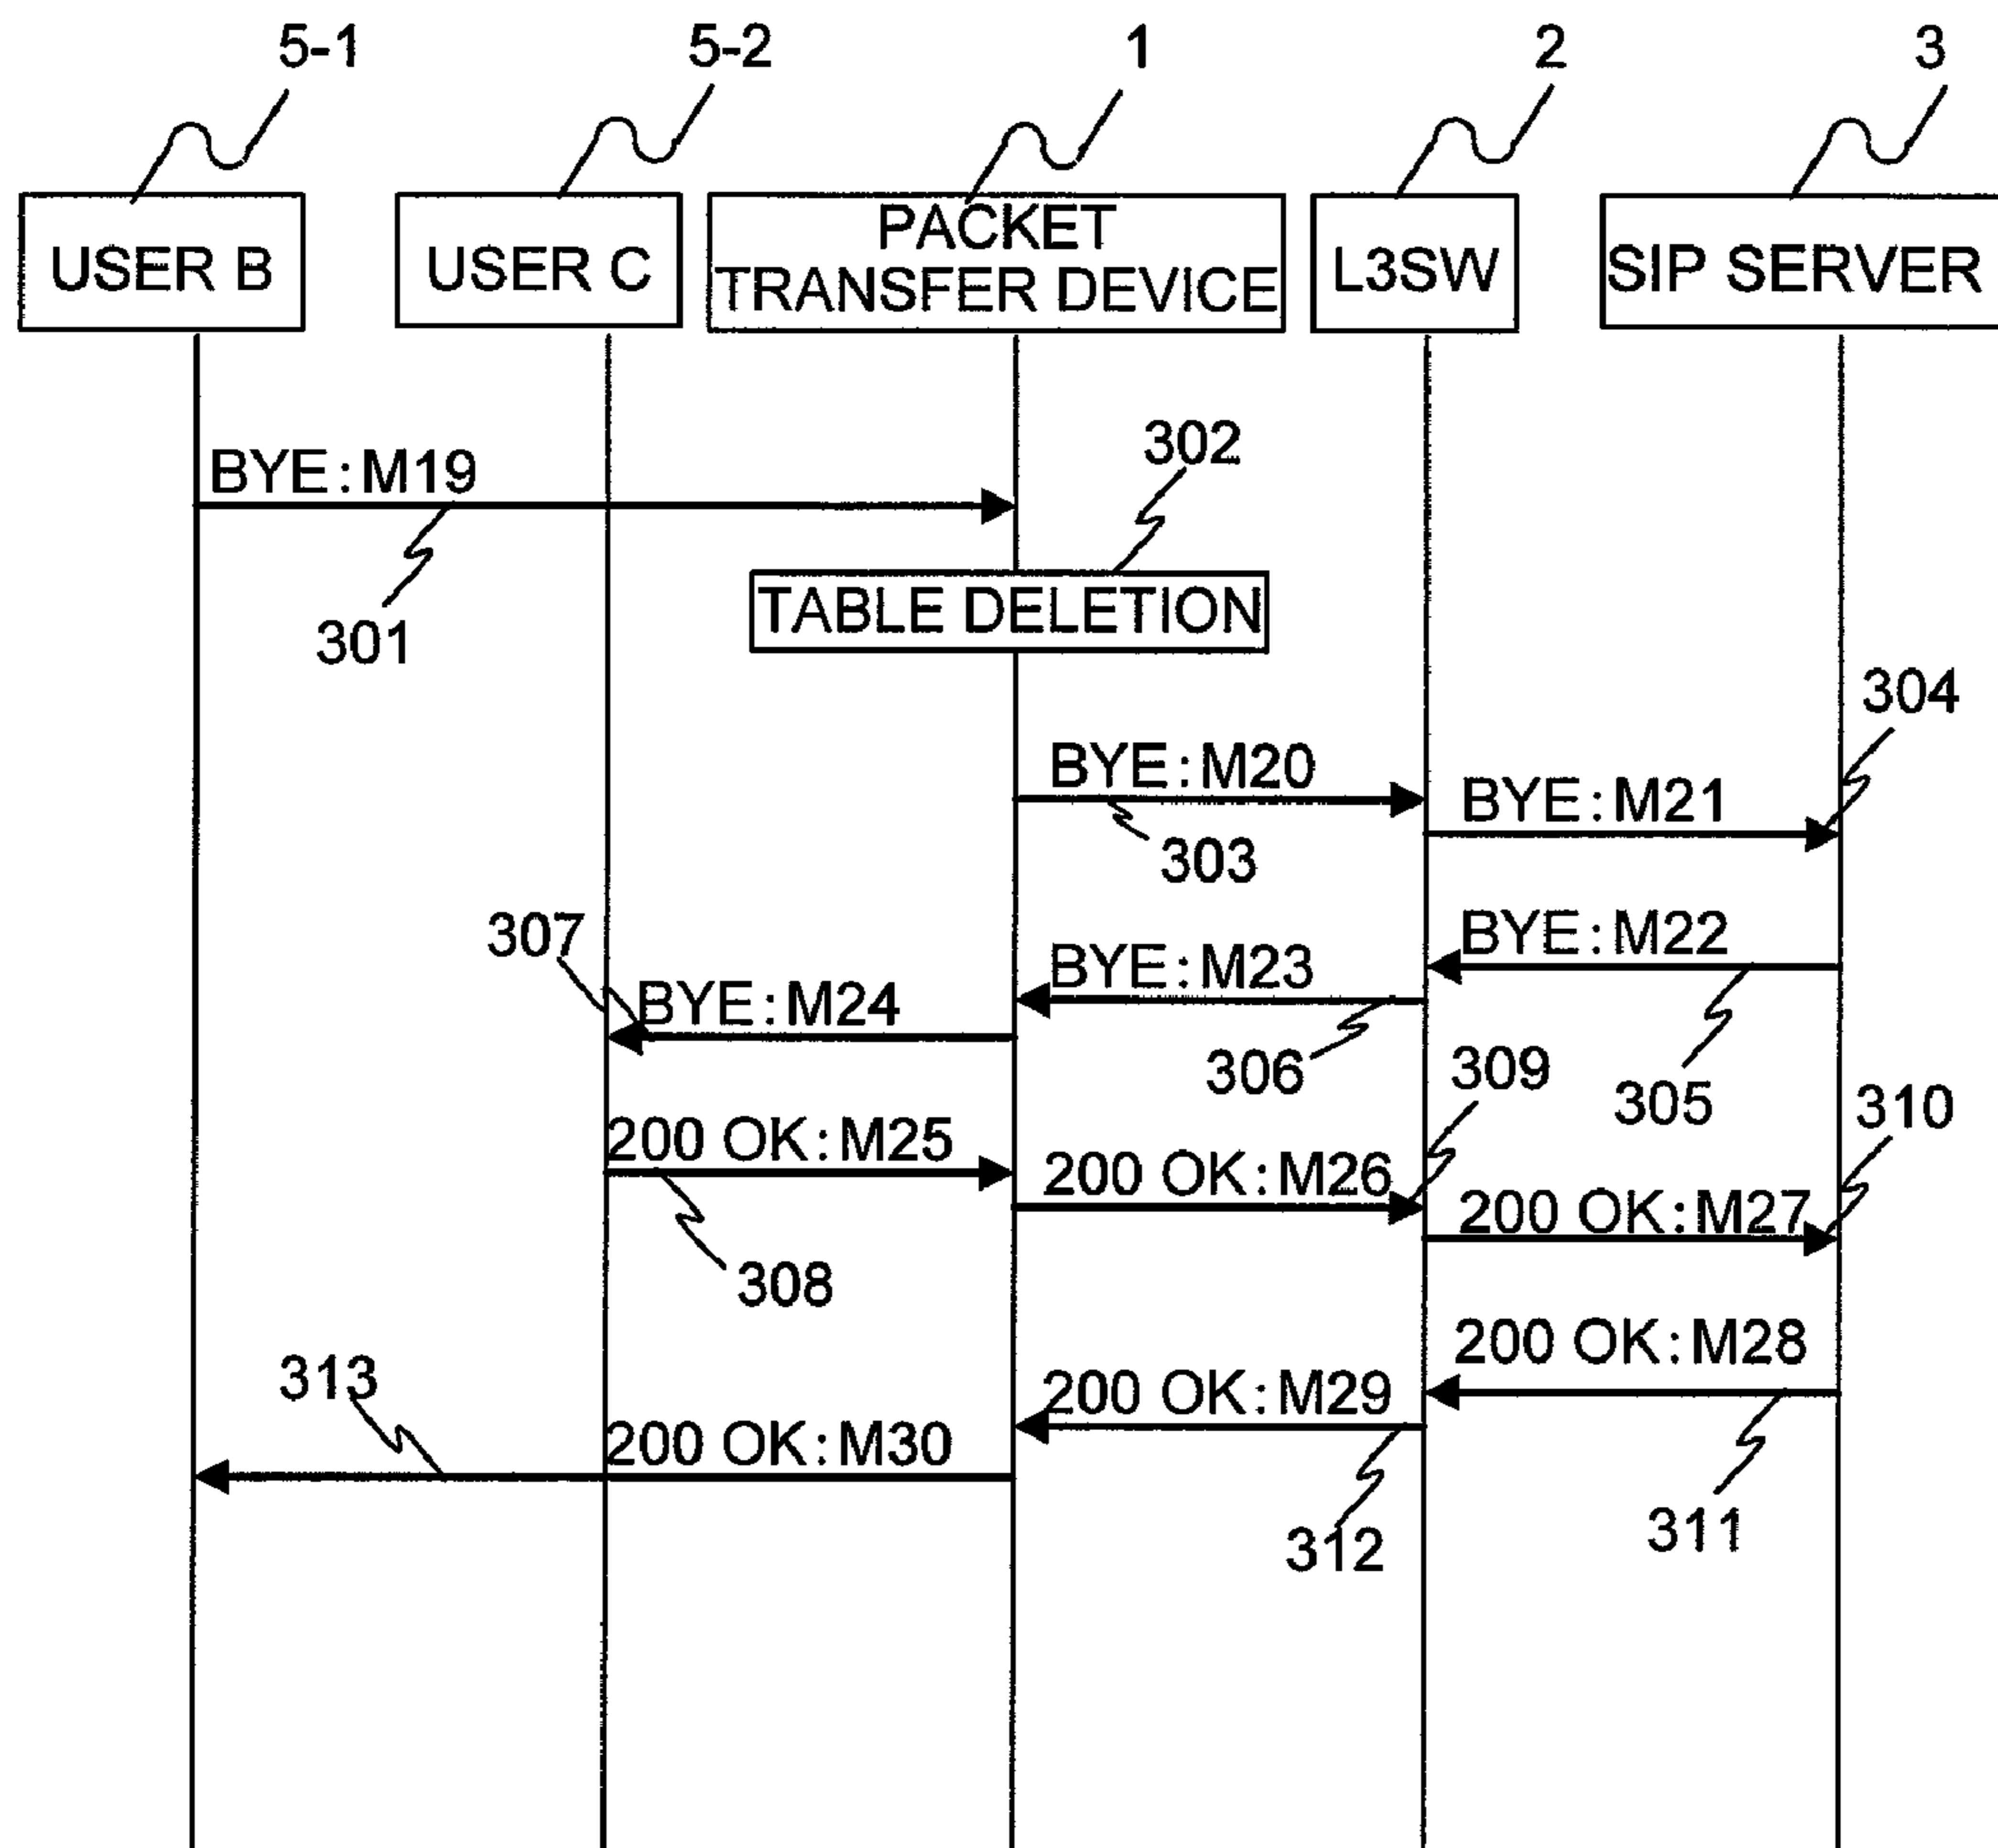 5-1
5-2
1
2
3
USER B
USER C
PACKET
TRANSFER DEVICE
L3SW
SIP SERVER
302
BYE:M19
301
TABLE DELETION
304
BYE:M20
BYE:M21
303
307
BYE:M22
BYE:M23
BYE:M24
306
309
305
310
200 OK:M25
200 OK:M26
200 OK:M27
308
200 OK:M28
313
200 OK:M29
200 OK:M30
311
312